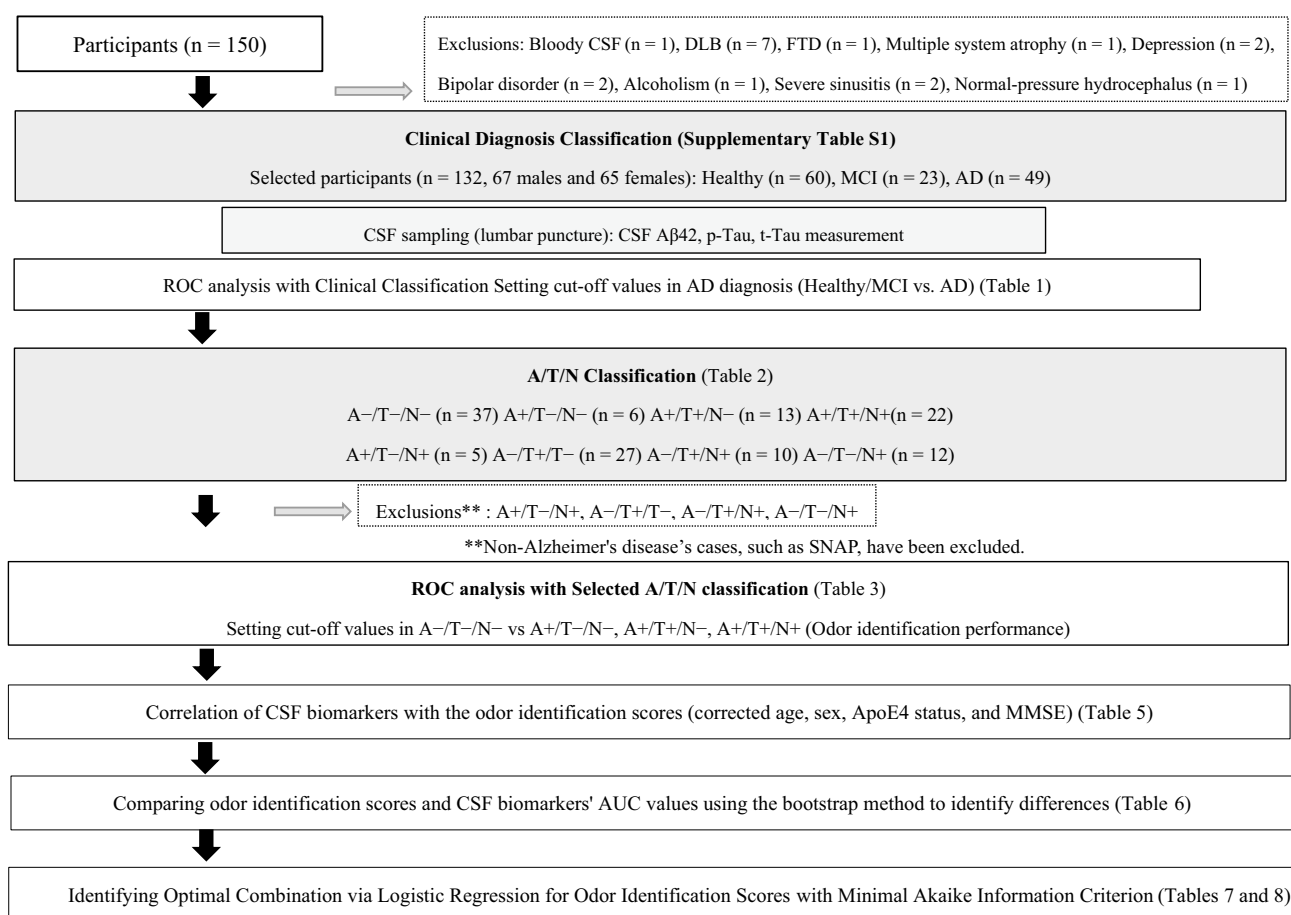 Participants (n = 150)
Exclusions: Bloody CSF (n = 1), DLB (n = 7), FTD (n = 1), Multiple system atrophy (n = 1), Depression (n = 2),
Bipolar disorder (n = 2), Alcoholism (n = 1), Severe sinusitis (n = 2), Normal-pressure hydrocephalus (n = 1)
Clinical Diagnosis Classification (Supplementary Table S1)
Selected participants (n = 132, 67 males and 65 females): Healthy (n = 60), MCI (n = 23), AD (n = 49)
CSF sampling (lumbar puncture): CSF Aβ42, p-Tau, t-Tau measurement
ROC analysis with Clinical Classification Setting cut-off values in AD diagnosis (Healthy/MCI vs. AD) (Table 1)
A/T/N Classification (Table 2)
A−/T−/N− (n = 37) A+/T−/N− (n = 6) A+/T+/N− (n = 13) A+/T+/N+(n = 22)
A+/T−/N+ (n = 5) A−/T+/T− (n = 27) A−/T+/N+ (n = 10) A−/T−/N+ (n = 12)
Exclusions** : A+/T−/N+, A−/T+/T−, A−/T+/N+, A−/T−/N+
**Non-Alzheimer's disease’s cases, such as SNAP, have been excluded.
ROC analysis with Selected A/T/N classification (Table 3)
Setting cut-off values in A−/T−/N− vs A+/T−/N−, A+/T+/N−, A+/T+/N+ (Odor identification performance)
Correlation of CSF biomarkers with the odor identification scores (corrected age, sex, ApoE4 status, and MMSE) (Table 5)
Comparing odor identification scores and CSF biomarkers' AUC values using the bootstrap method to identify differences (Table 6)
Identifying Optimal Combination via Logistic Regression for Odor Identification Scores with Minimal Akaike Information Criterion (Tables 7 and 8)